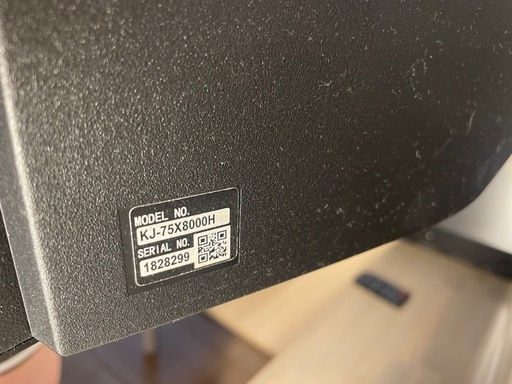 MODEL NO.
KJ-75X8000H
SERIAL NO.
1828299